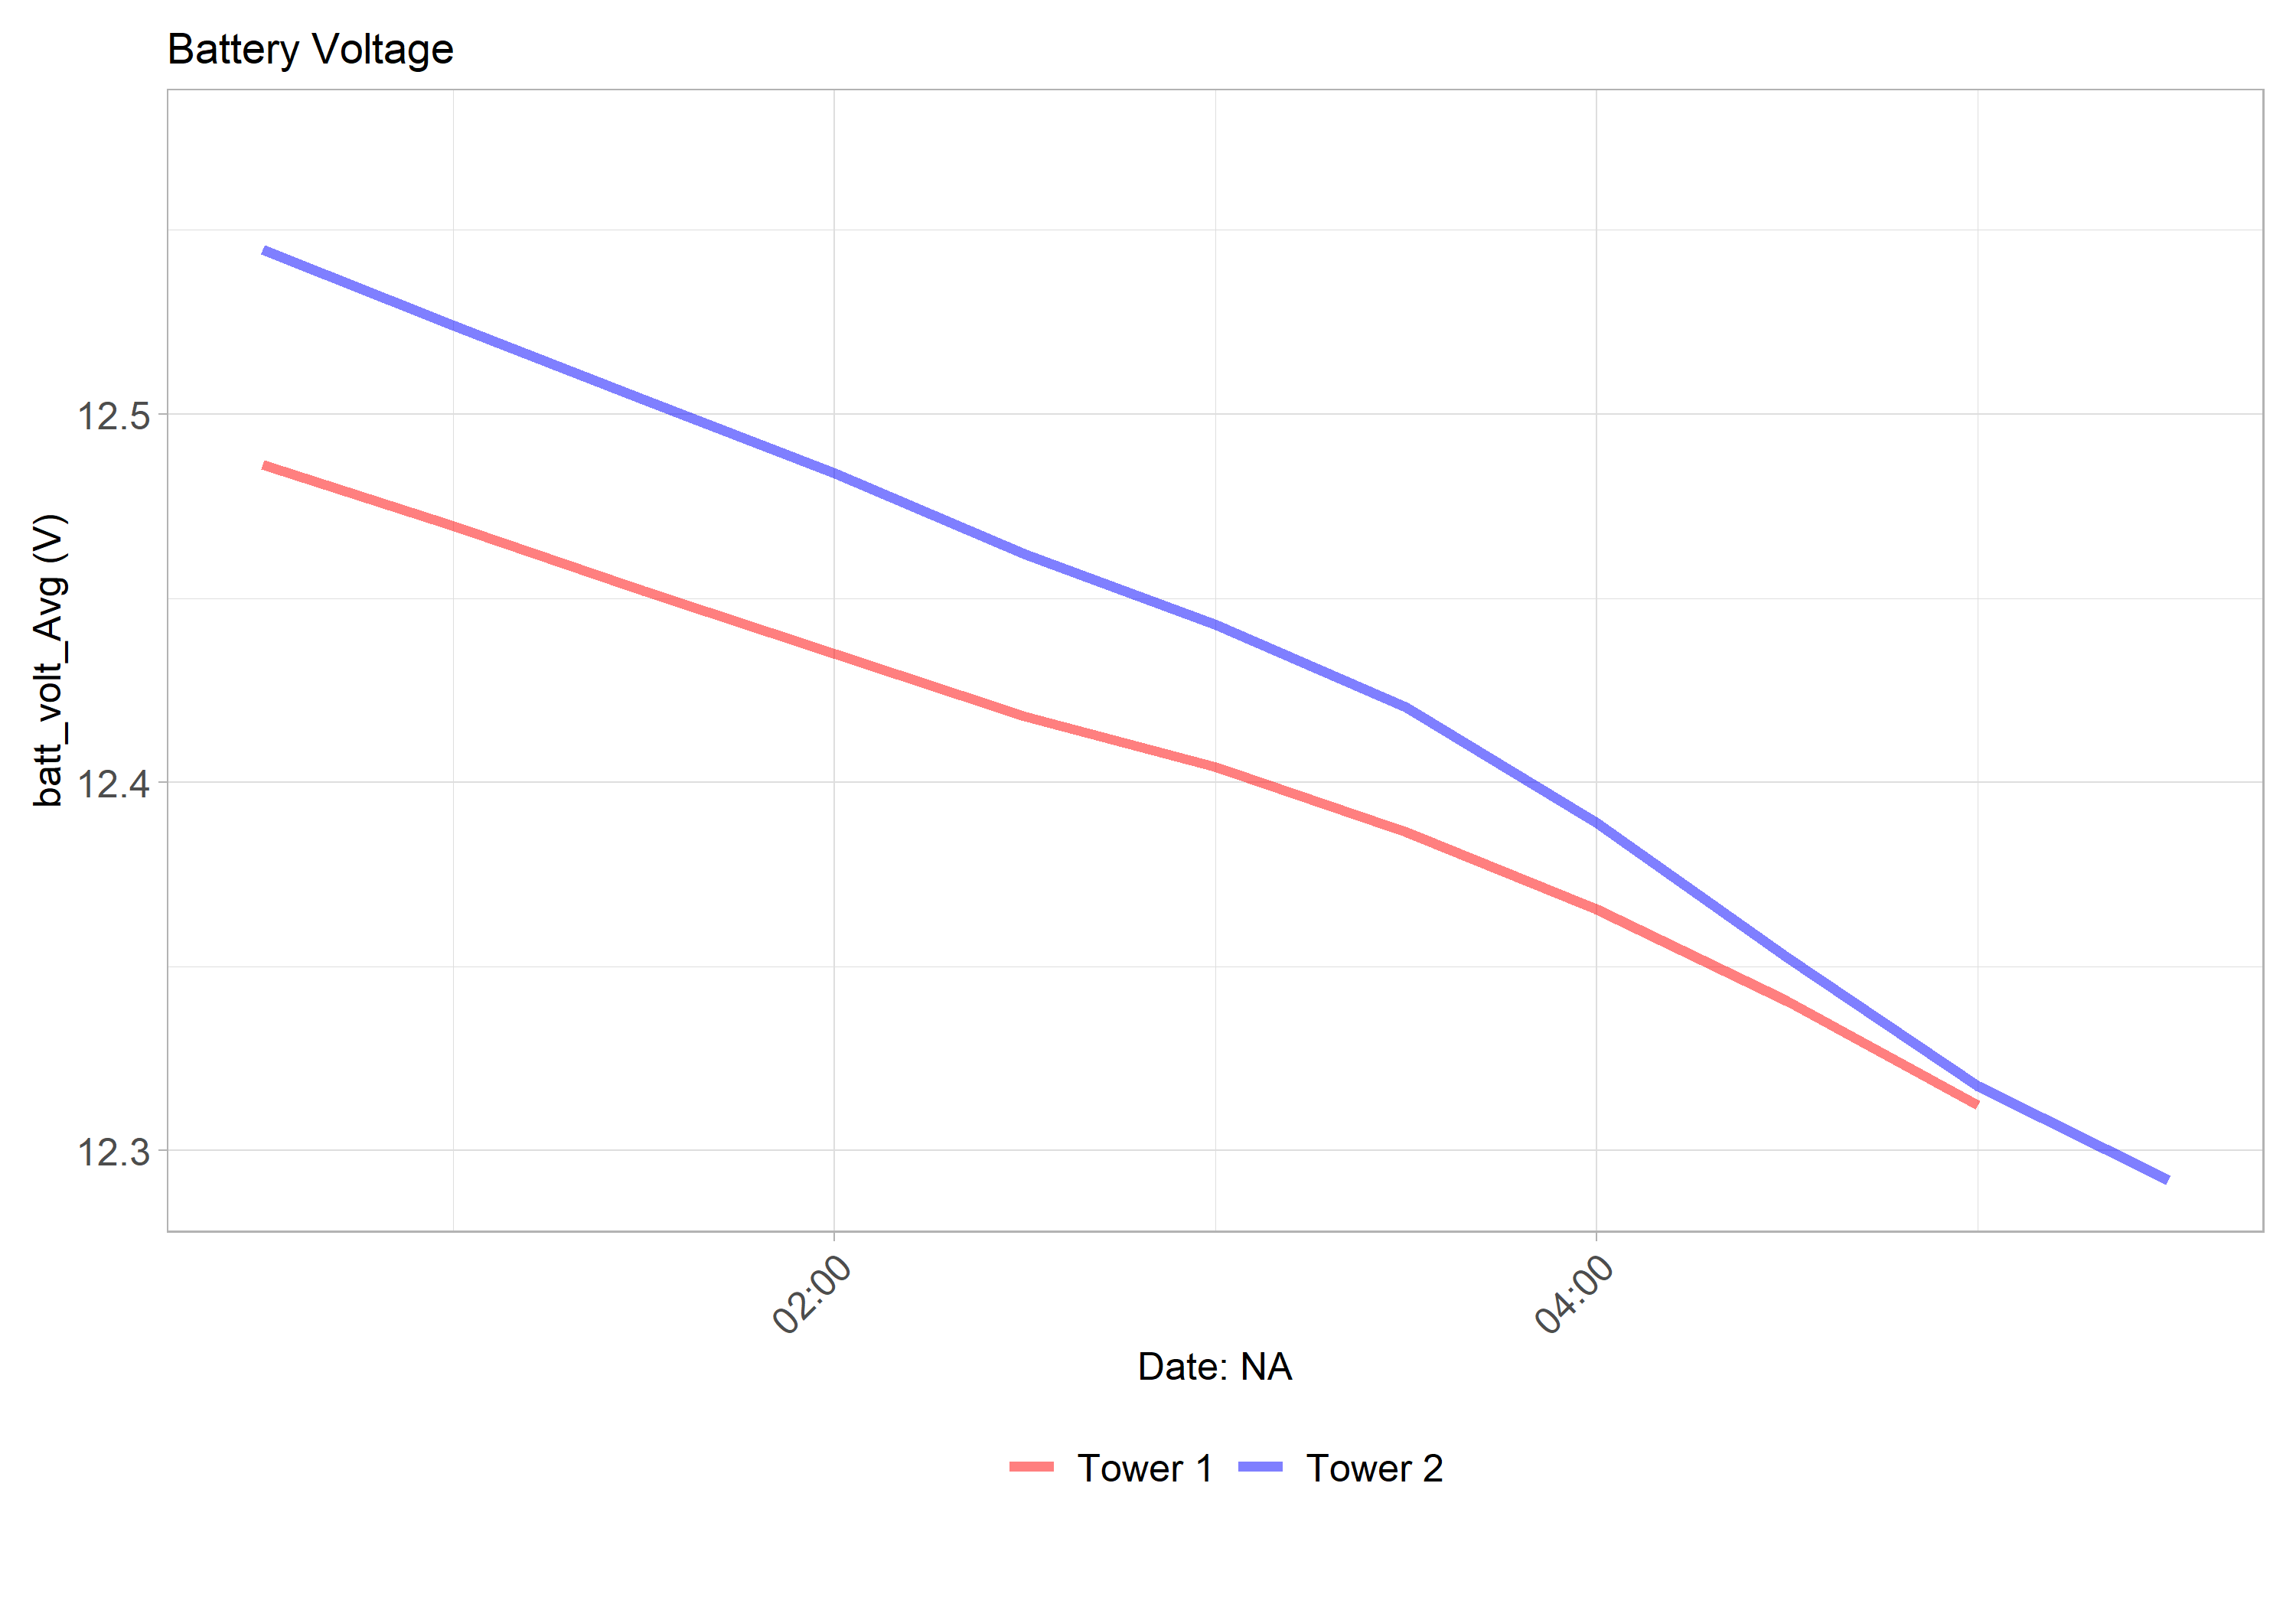 Battery Voltage
batt_volt_Avg (V)
12.5
12.4
12.3
02:00
04:00
Date: NA
Tower 1
Tower 2